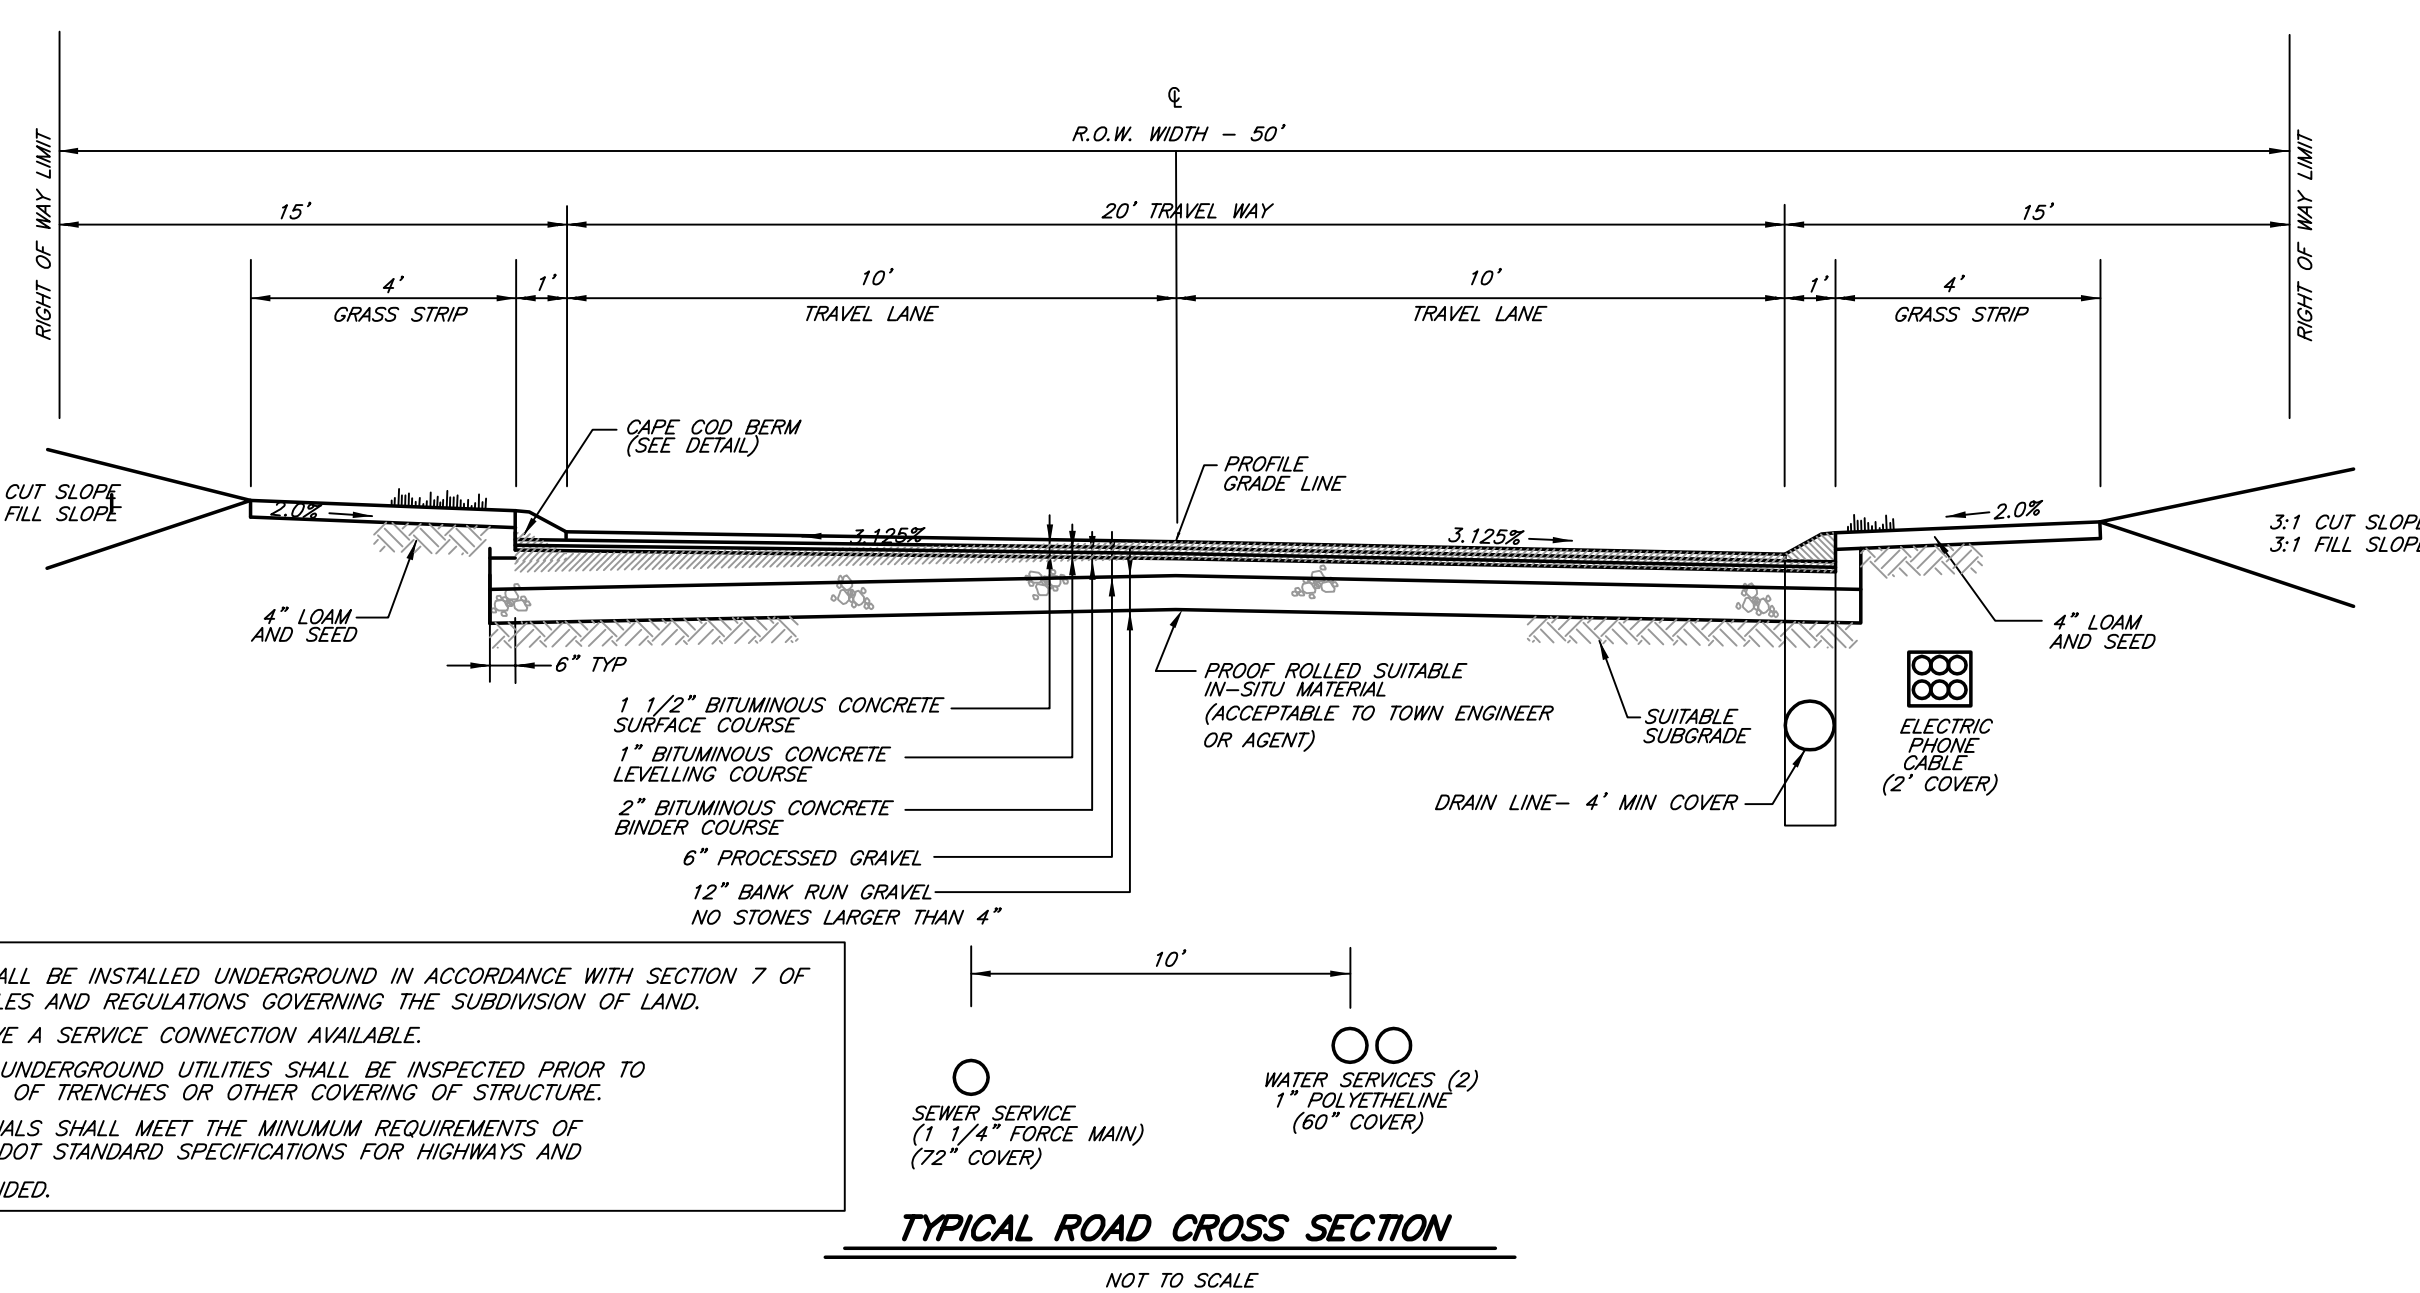 ℄
R.O.W. WIDTH - 50'
RIGHT OF WAY LIMIT
RIGHT OF WAY LIMIT
15'
20' TRAVEL WAY
15'
4'
1'
10'
10'
1'
4'
GRASS STRIP
TRAVEL LANE
TRAVEL LANE
GRASS STRIP
CAPE COD BERM
(SEE DETAIL)
PROFILE
GRADE LINE
CUT SLOPE
FILL SLOPE
2.0%
3.125%
3.125%
2.0%
3:1 CUT SLOPE
3:1 FILL SLOPE
4" LOAM
AND SEED
4" LOAM
AND SEED
6" TYP
PROOF ROLLED SUITABLE
IN-SITU MATERIAL
(ACCEPTABLE TO TOWN ENGINEER
OR AGENT)
SUITABLE
SUBGRADE
ELECTRIC
PHONE
CABLE
(2' COVER)
1 1/2" BITUMINOUS CONCRETE
SURFACE COURSE
1" BITUMINOUS CONCRETE
LEVELLING COURSE
2" BITUMINOUS CONCRETE
BINDER COURSE
DRAIN LINE- 4' MIN COVER
6" PROCESSED GRAVEL
12" BANK RUN GRAVEL
NO STONES LARGER THAN 4"
ALL BE INSTALLED UNDERGROUND IN ACCORDANCE WITH SECTION 7 OF
LES AND REGULATIONS GOVERNING THE SUBDIVISION OF LAND.
VE A SERVICE CONNECTION AVAILABLE.
UNDERGROUND UTILITIES SHALL BE INSPECTED PRIOR TO
OF TRENCHES OR OTHER COVERING OF STRUCTURE.
IALS SHALL MEET THE MINUMUM REQUIREMENTS OF
DOT STANDARD SPECIFICATIONS FOR HIGHWAYS AND
NDED.
10'
SEWER SERVICE
(1 1/4" FORCE MAIN)
(72" COVER)
WATER SERVICES (2)
1" POLYETHELINE
(60" COVER)
TYPICAL ROAD CROSS SECTION
NOT TO SCALE